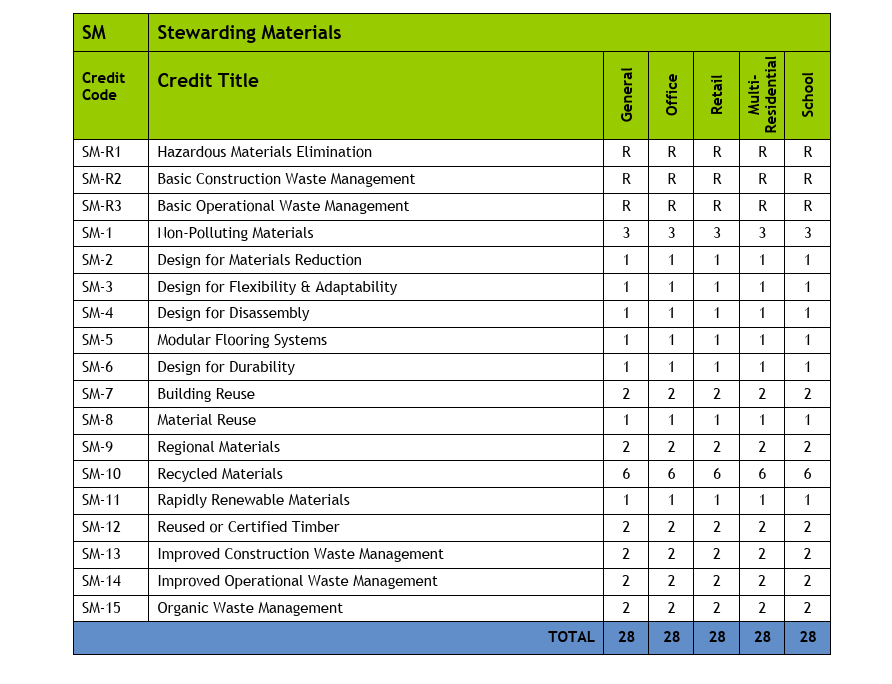 SM Stewarding Materials
Credit Code Credit Title General Office Retail Multi-Residential School
SM-R1 Hazardous Materials Elimination R R R R R
SM-R2 Basic Construction Waste Management R R R R R
SM-R3 Basic Operational Waste Management R R R R R
SM-1 Non-Polluting Materials 3 3 3 3 3
SM-2 Design for Materials Reduction 1 1 1 1 1
SM-3 Design for Flexibility & Adaptability 1 1 1 1 1
SM-4 Design for Disassembly 1 1 1 1 1
SM-5 Modular Flooring Systems 1 1 1 1 1
SM-6 Design for Durability 1 1 1 1 1
SM-7 Building Reuse 2 2 2 2 2
SM-8 Material Reuse 1 1 1 1 1
SM-9 Regional Materials 2 2 2 2 2
SM-10 Recycled Materials 6 6 6 6 6
SM-11 Rapidly Renewable Materials 1 1 1 1 1
SM-12 Reused or Certified Timber 2 2 2 2 2
SM-13 Improved Construction Waste Management 2 2 2 2 2
SM-14 Improved Operational Waste Management 2 2 2 2 2
SM-15 Organic Waste Management 2 2 2 2 2
TOTAL 28 28 28 28 28